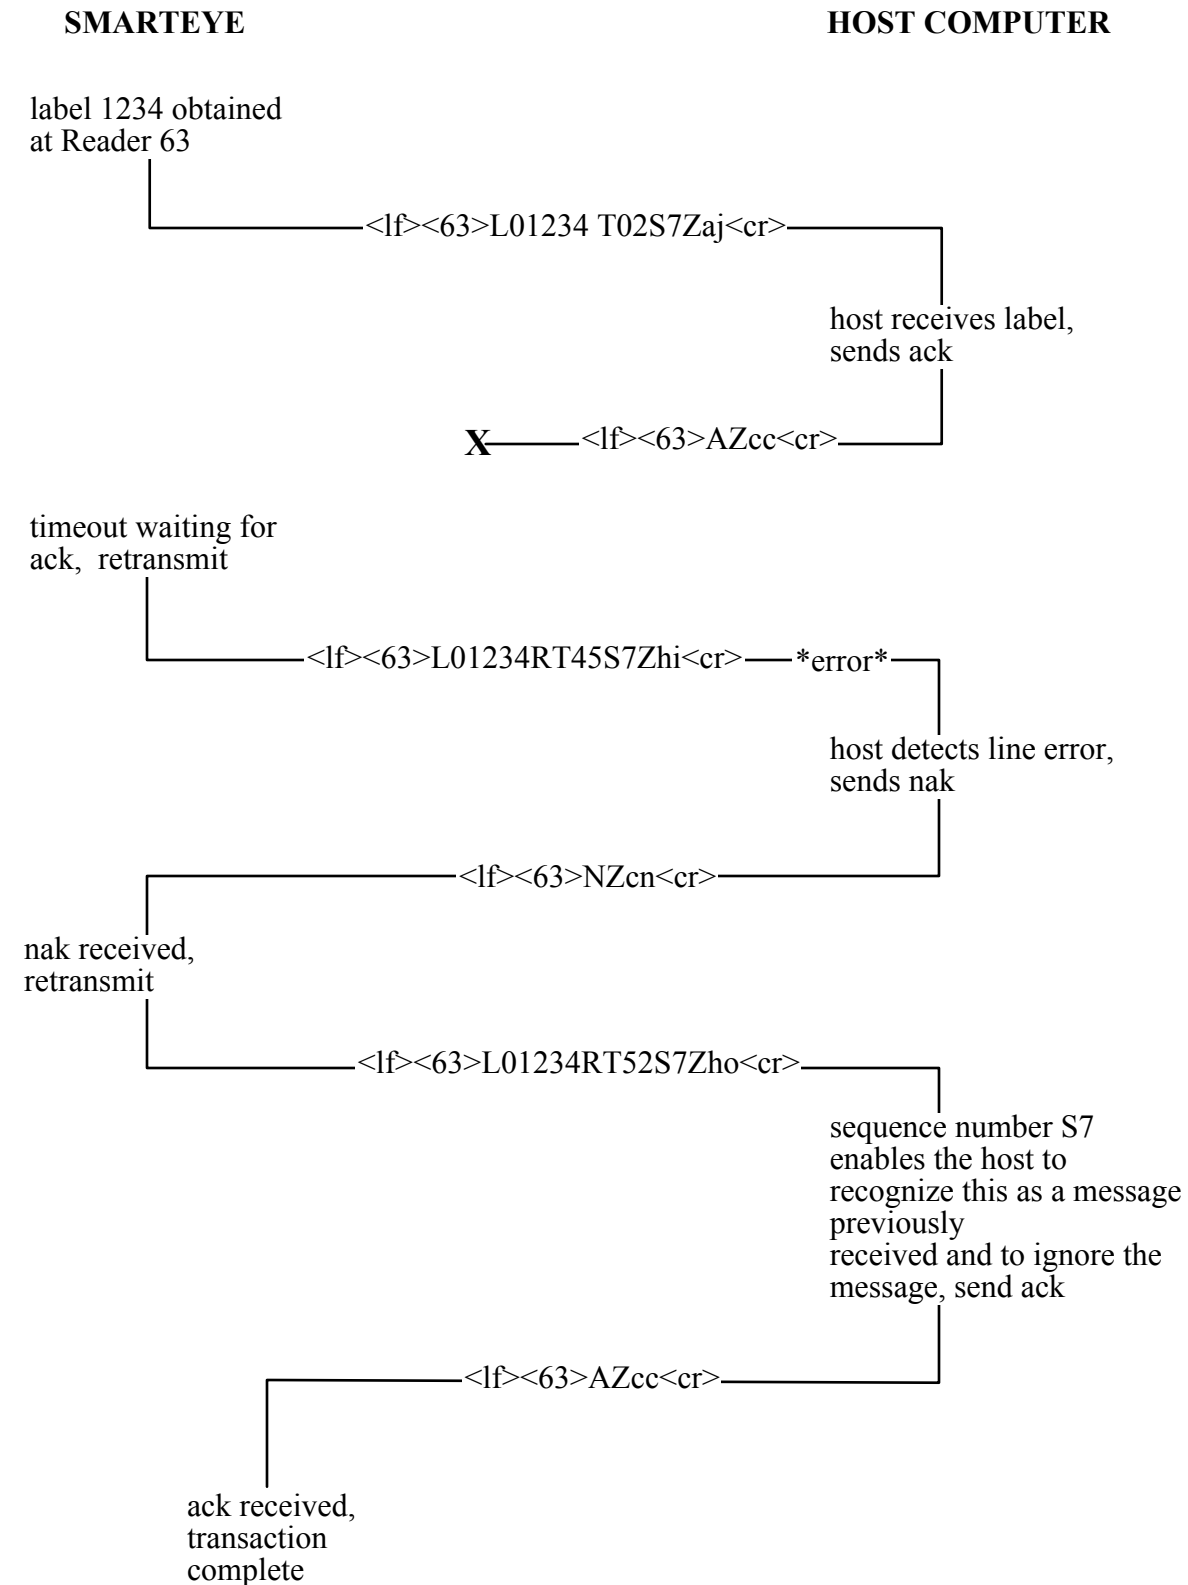 SMARTEYE HOST COMPUTER
label 1234 obtained
at Reader 63
<lf><63>L01234 T02S7Zaj<cr>
host receives label,
sends ack
X <lf><63>AZcc<cr>
timeout waiting for
ack,  retransmit
<lf><63>L01234RT45S7Zhi<cr> *error*
host detects line error,
sends nak
<lf><63>NZcn<cr>
nak received,
retransmit
<lf><63>L01234RT52S7Zho<cr>
sequence number S7
enables the host to
recognize this as a message
previously
received and to ignore the
message, send ack
<lf><63>AZcc<cr>
ack received,
transaction
complete